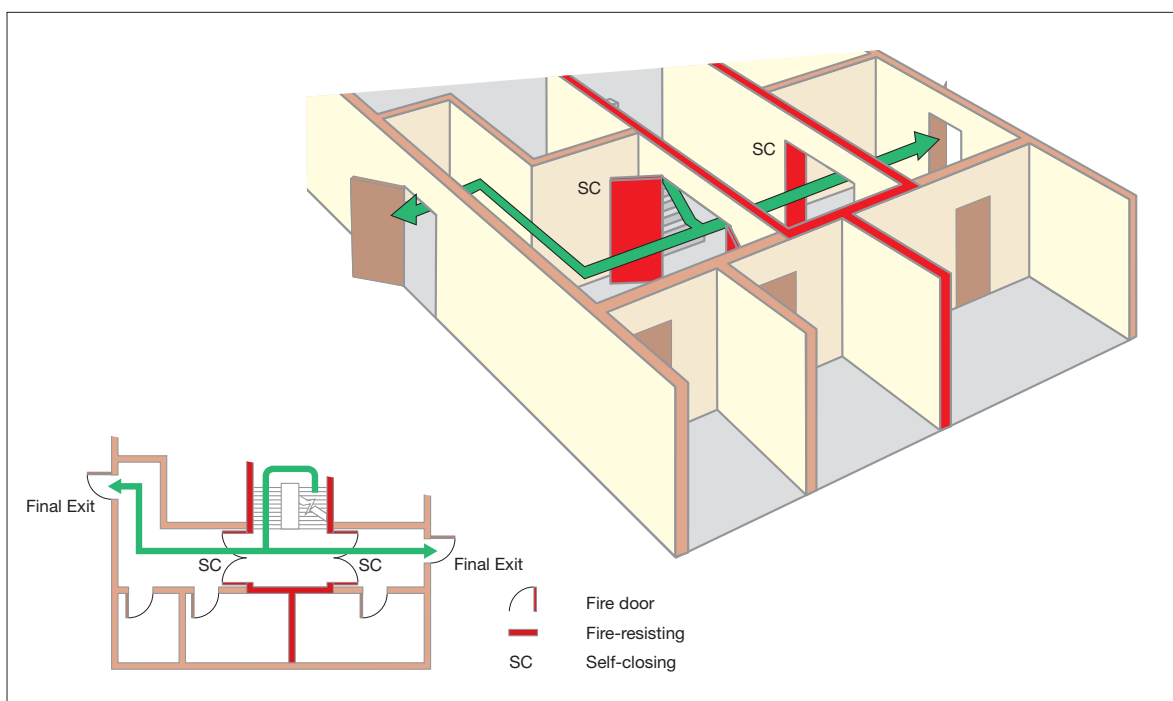 SC
SC
Final Exit
SC
SC
Final Exit
Fire door
Fire-resisting
SC
Self-closing